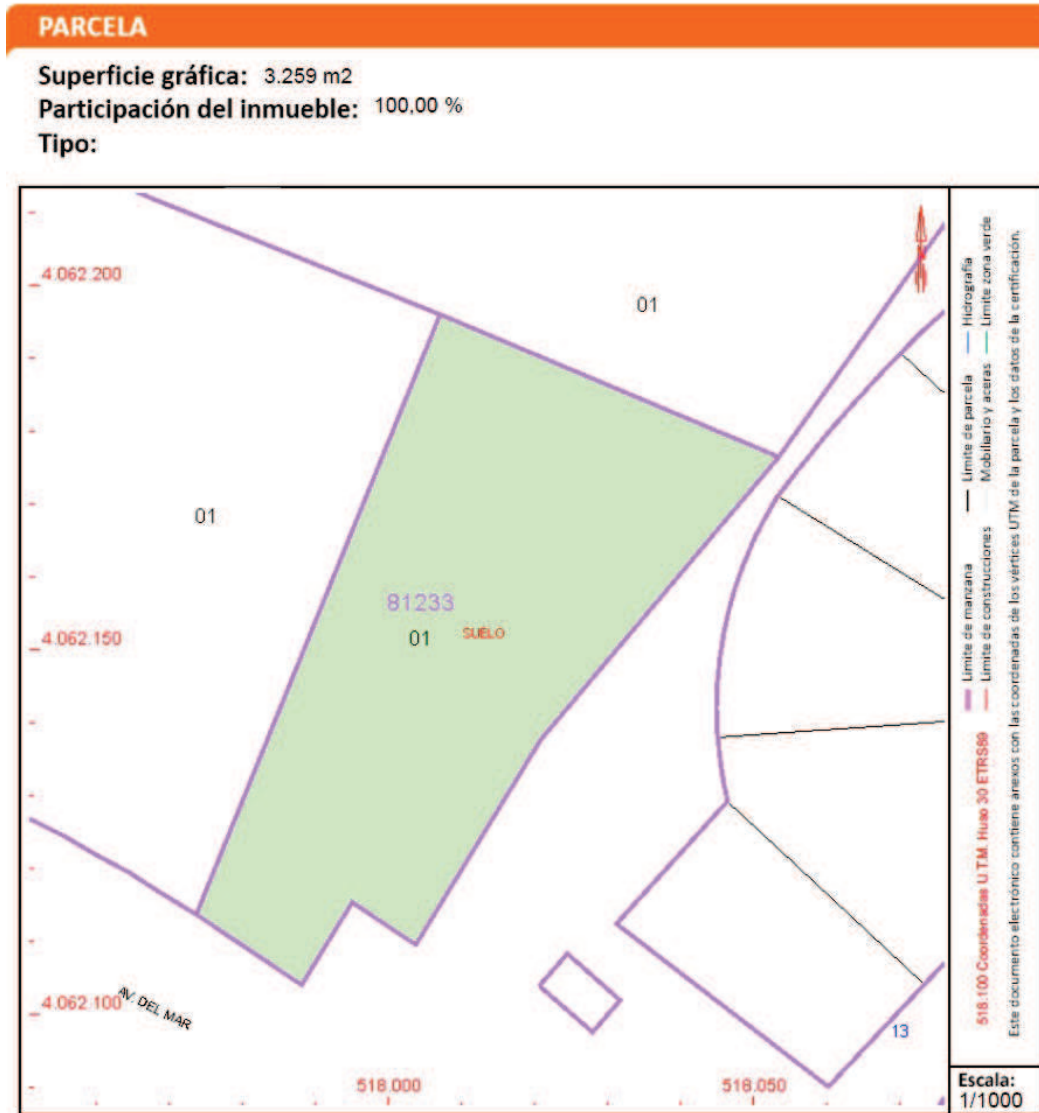 PARCELA
Superficie gráfica: 3.259 m2
Participación del inmueble: 100,00 %
Tipo:
4.062.200
01
01
81233
01 SUELO
4.062.150
4.062.100
AV. DEL MAR
13
518.000
518.050
Límite de manzana
Límite de parcela
Hidrografía
Límite de construcciones
Mobiliario y aceras
Límite zona verde
518.100 Coordenadas U.T.M. Huso 30 ETRS89
Este documento electrónico contiene anexos con las coordenadas de los vértices UTM de la parcela y los datos de la certificación.
Escala:
1/1000